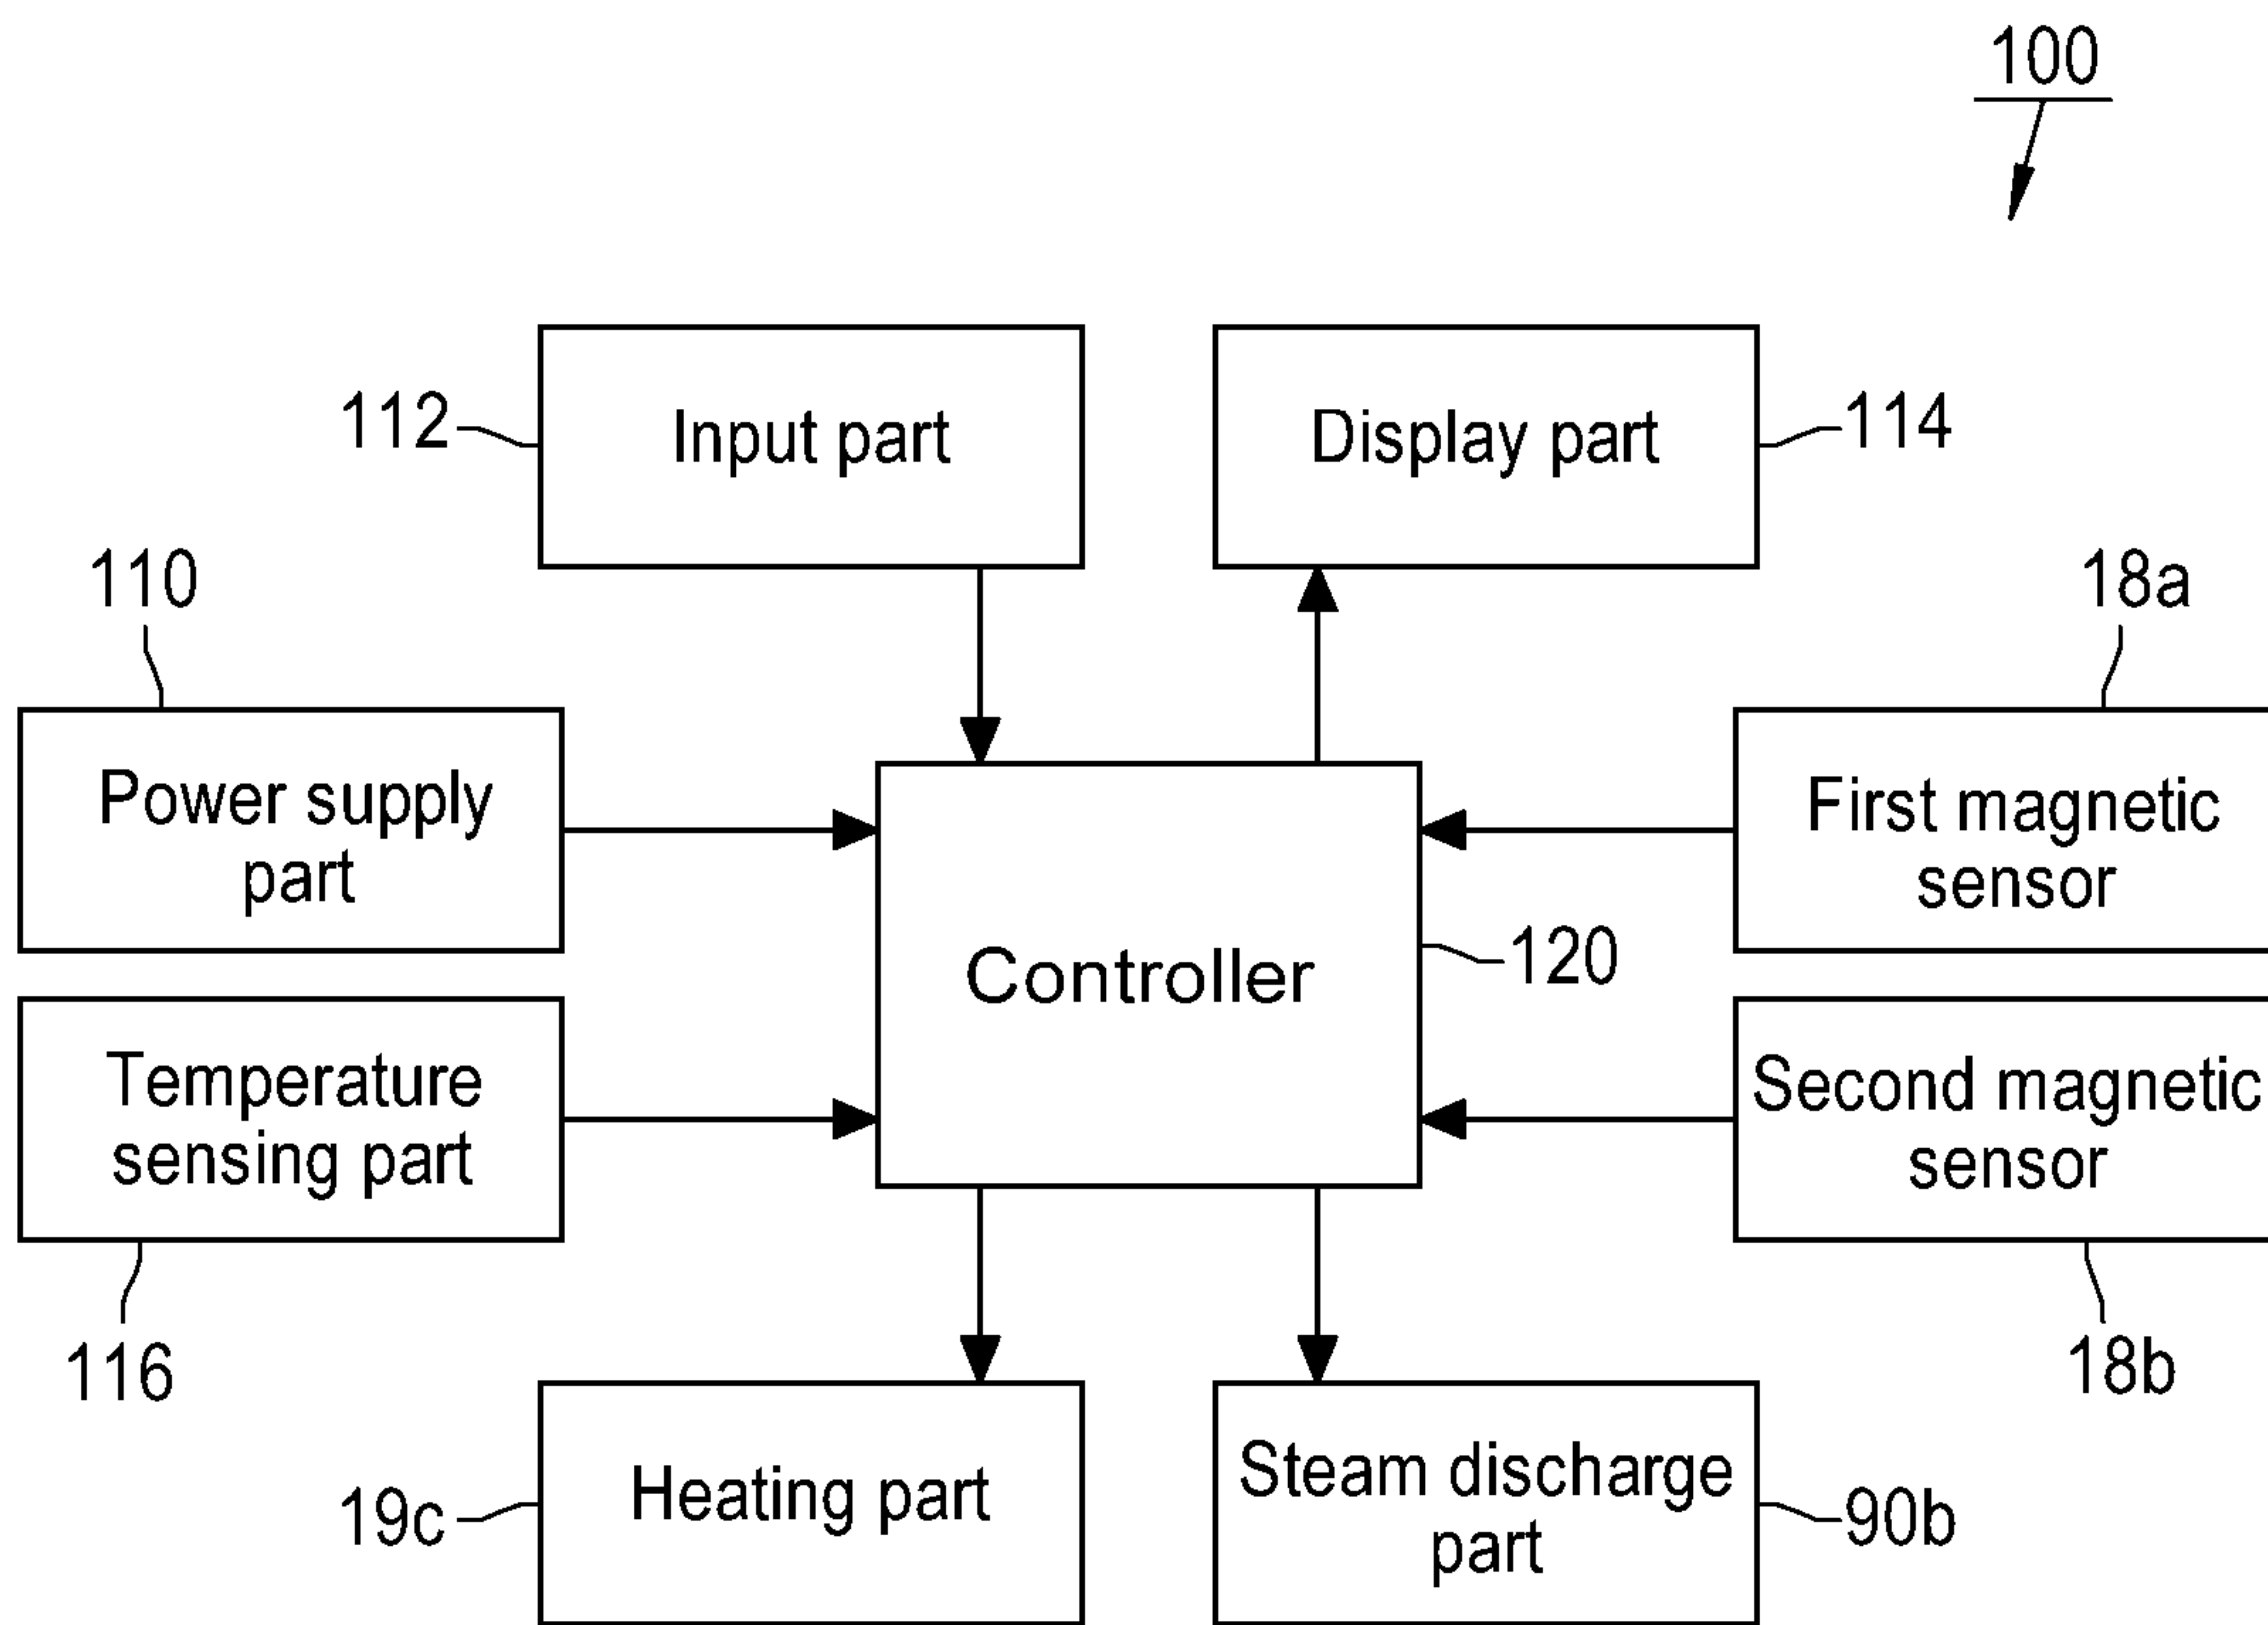 100
112
Input part
Display part
114
110
18a
Power supply
part
First magnetic
sensor
Controller
120
Temperature
sensing part
Second magnetic
sensor
116
18b
19c
Heating part
Steam discharge
part
90b